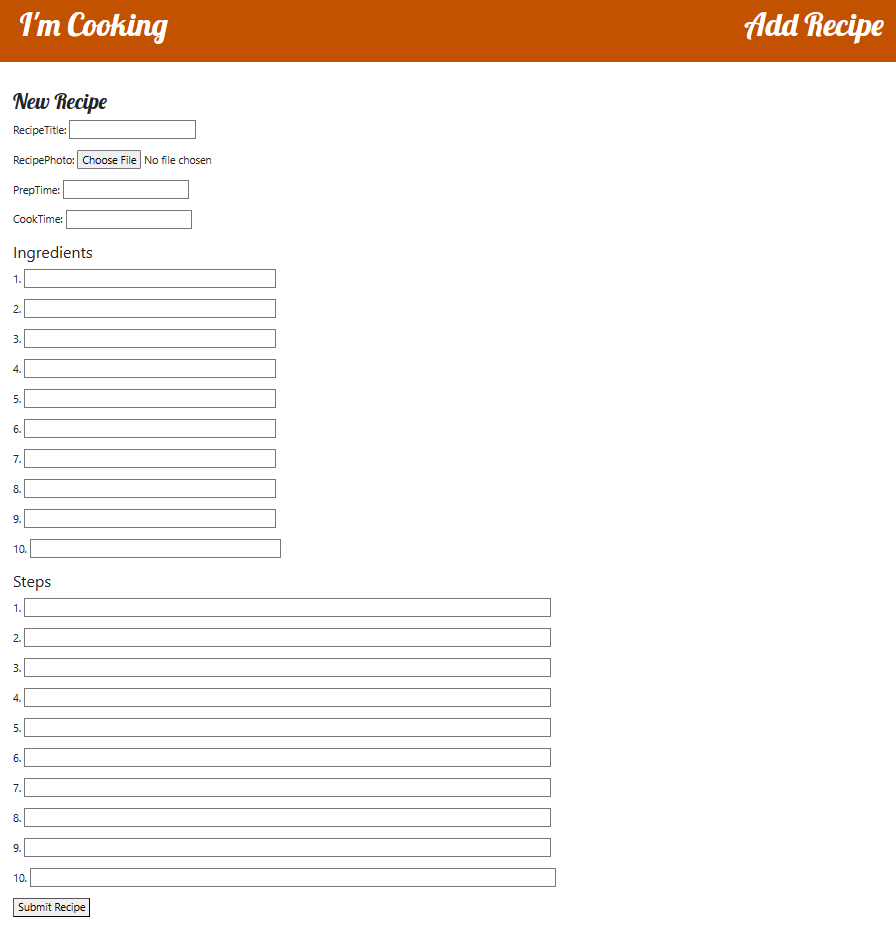 I'm Cooking Add Recipe
New Recipe
RecipeTitle:
RecipePhoto: Choose File No file chosen
PrepTime:
CookTime:
Ingredients
1.
2.
3.
4.
5.
6.
7.
8.
9.
10.
Steps
1.
2.
3.
4.
5.
6.
7.
8.
9.
10.
Submit Recipe